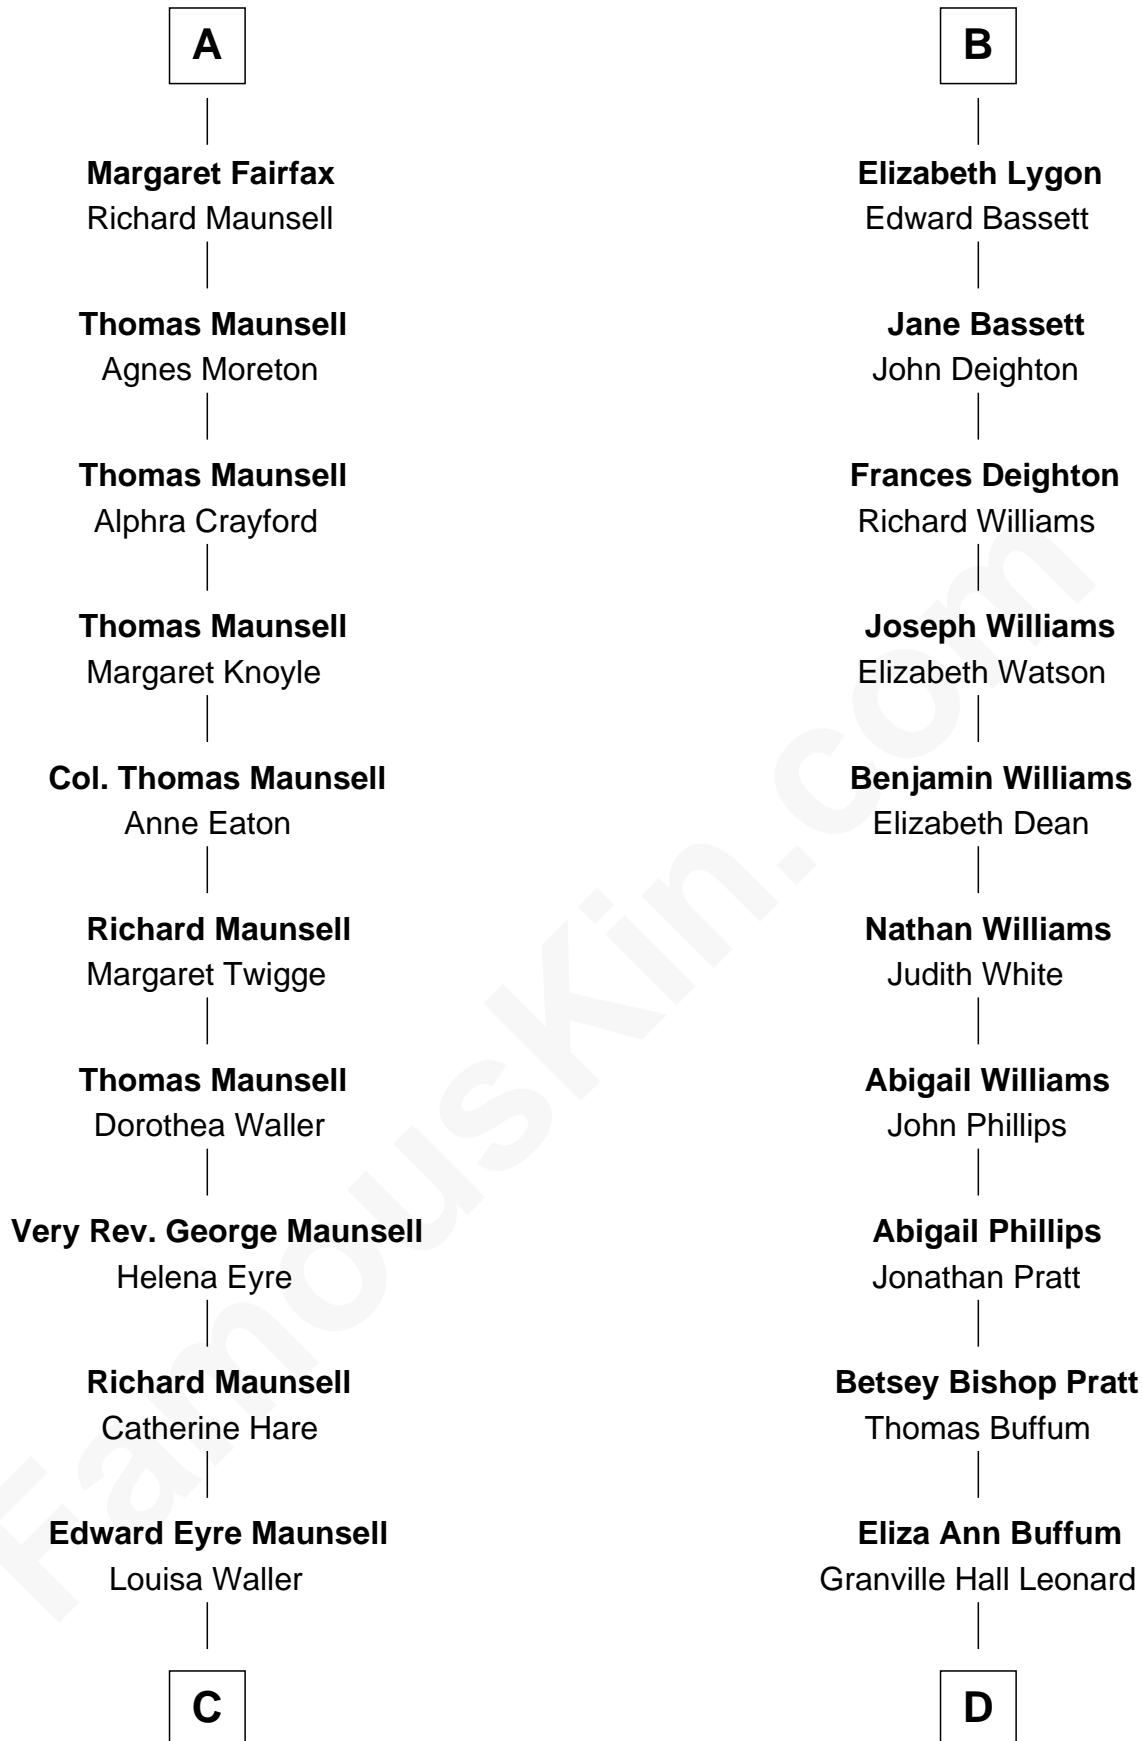 A
Margaret Fairfax
Richard Maunsell
Thomas Maunsell
Agnes Moreton
Thomas Maunsell
Alphra Crayford
Thomas Maunsell
Margaret Knoyle
Col. Thomas Maunsell
Anne Eaton
Richard Maunsell
Margaret Twigge
Thomas Maunsell
Dorothea Waller
Very Rev. George Maunsell
Helena Eyre
Richard Maunsell
Catherine Hare
Edward Eyre Maunsell
Louisa Waller
C
B
Elizabeth Lygon
Edward Bassett
Jane Bassett
John Deighton
Frances Deighton
Richard Williams
Joseph Williams
Elizabeth Watson
Benjamin Williams
Elizabeth Dean
Nathan Williams
Judith White
Abigail Williams
John Phillips
Abigail Phillips
Jonathan Pratt
Betsey Bishop Pratt
Thomas Buffum
Eliza Ann Buffum
Granville Hall Leonard
D
FamousKin.com